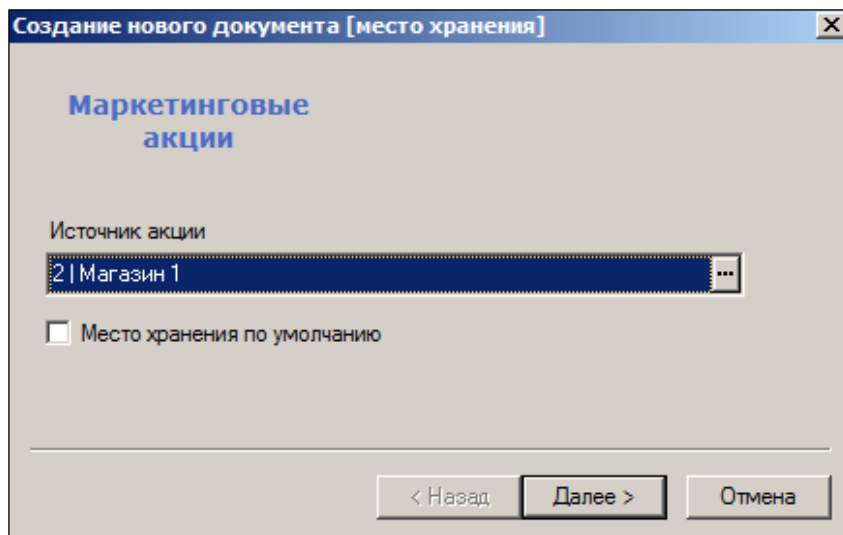 Создание нового документа [место хранения]
Маркетинговые
акции
Источник акции
2 | Магазин 1
...
Место хранения по умолчанию
< Назад
Далее >
Отмена